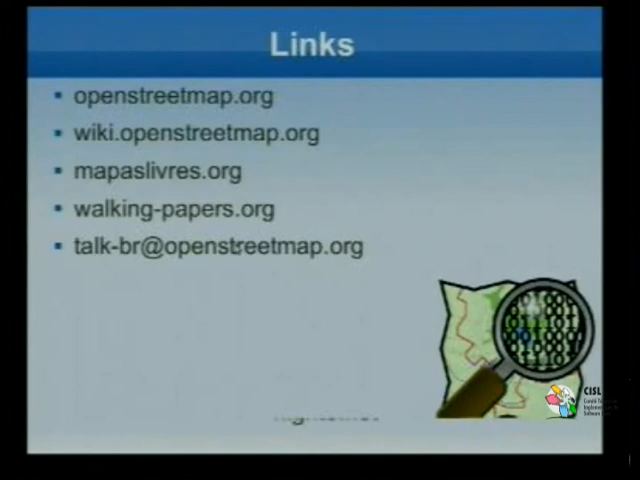 Links
openstreetmap.org
wiki.openstreetmap.org
mapaslivres.org
walking-papers.org
talk-br@openstreetmap.org
CISL